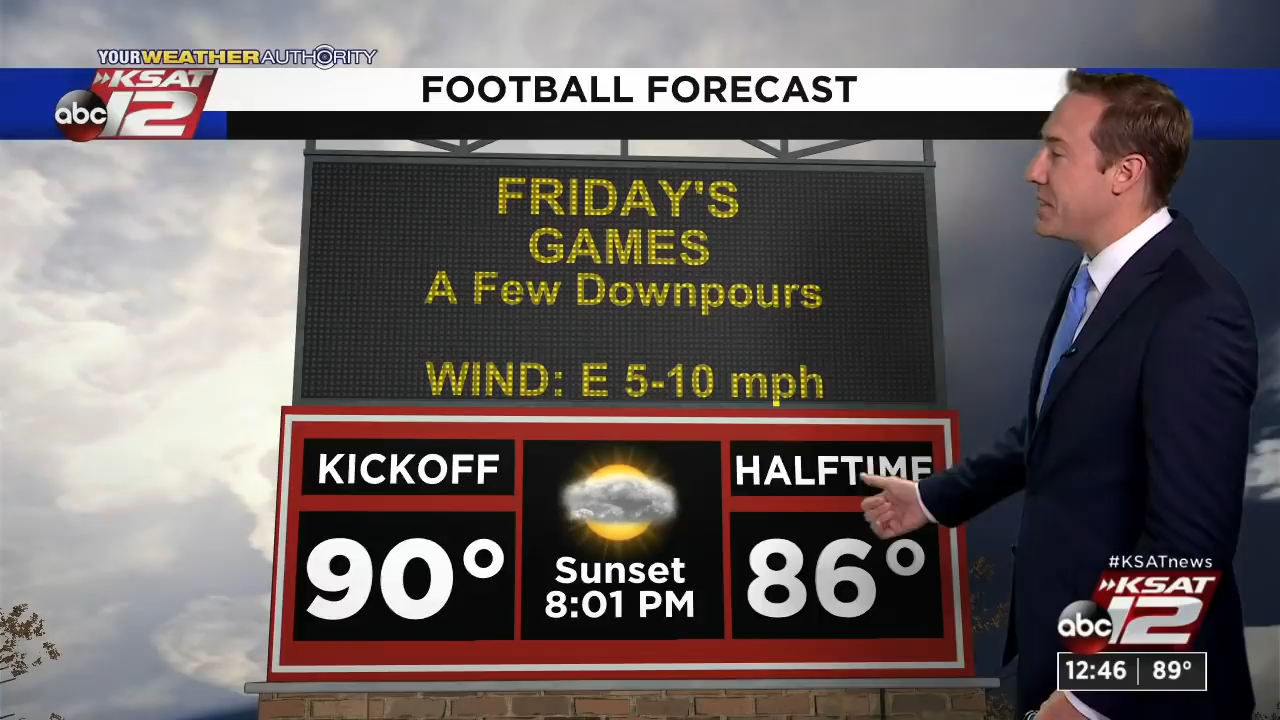 YOURWEATHERAUTHORITY
»KSAT
abc 12
FOOTBALL FORECAST
FRIDAY'S
GAMES
A Few Downpours
WIND: E 5-10 mph
KICKOFF
HALFTIME
90°
Sunset
8:01 PM
86°
#KSATnews
»KSAT
abc 12
12:46 89°